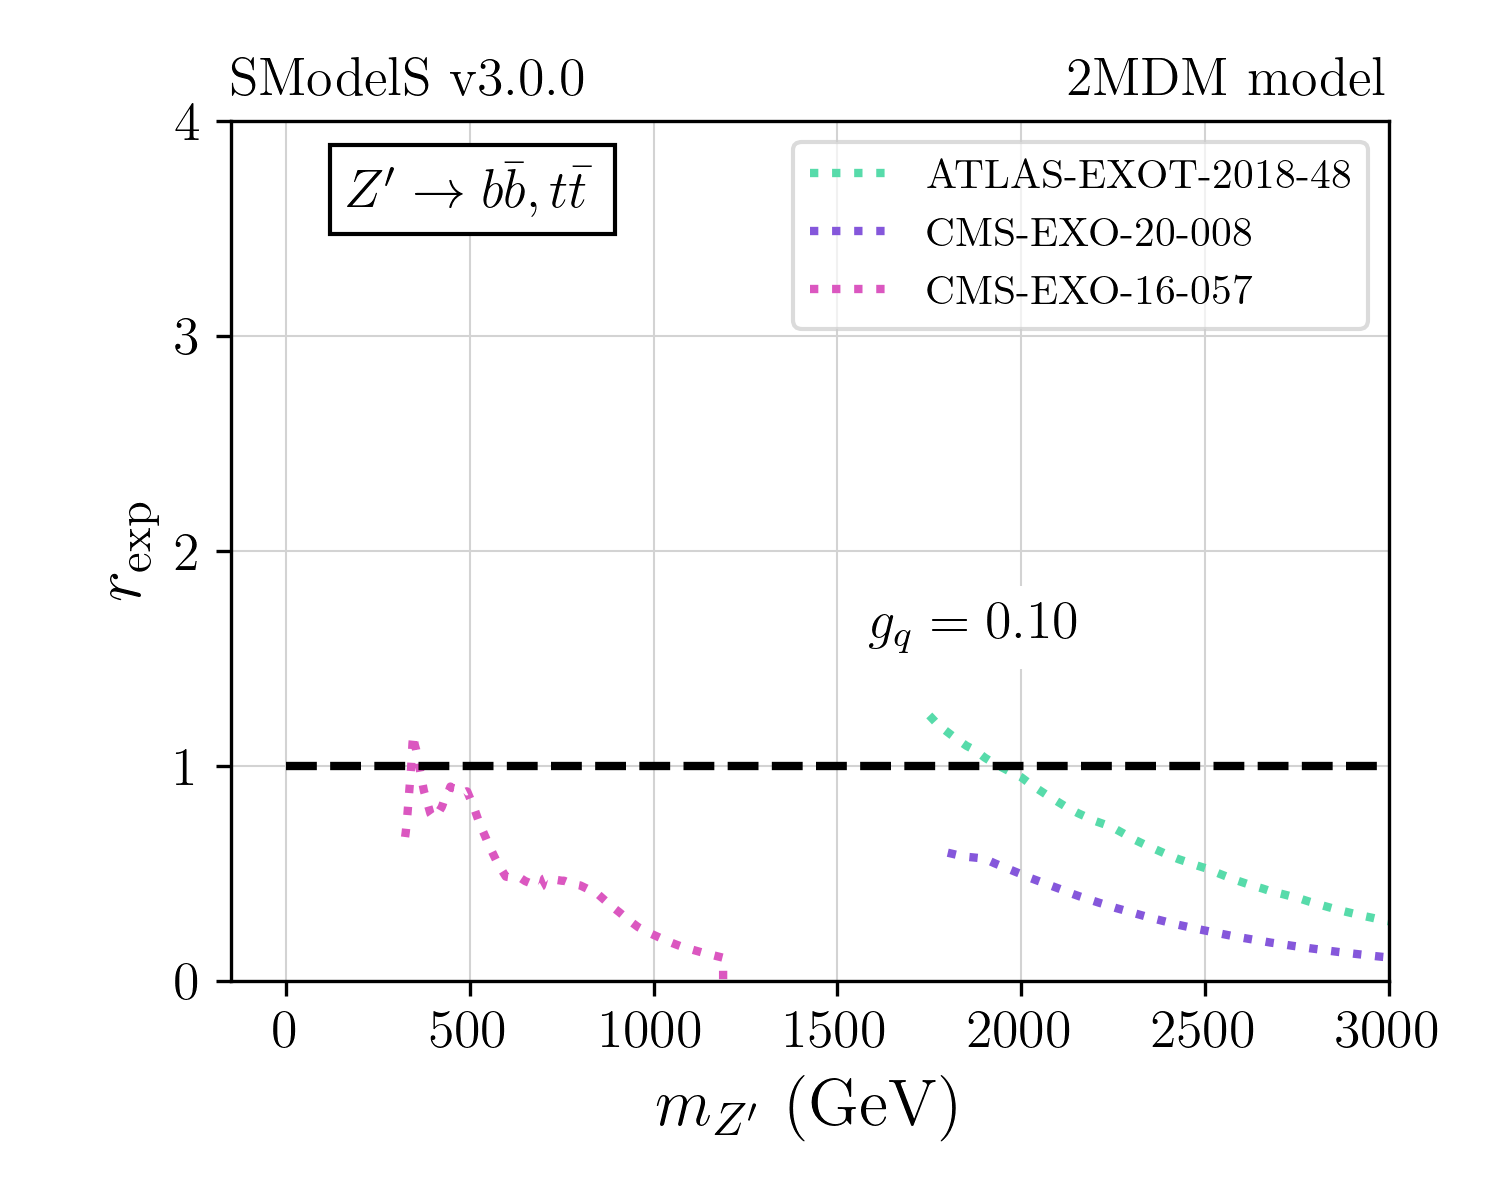 SModelS v3.0.0
2MDM model
Z′ → bb̄, tt̄
ATLAS-EXOT-2018-48
CMS-EXO-20-008
CMS-EXO-16-057
g_q = 0.10
r_exp
4
3
2
1
0
0 500 1000 1500 2000 2500 3000
m_Z′ (GeV)